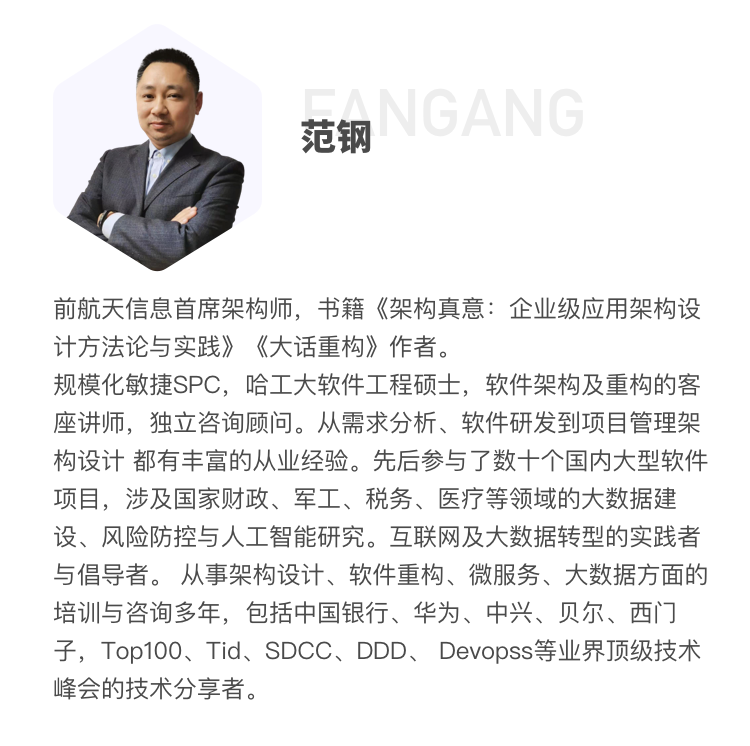 FANGANG
范钢
前航天信息首席架构师，书籍《架构真意：企业级应用架构设
计方法论与实践》《大话重构》作者。
规模化敏捷SPC，哈工大软件工程硕士，软件架构及重构的客
座讲师，独立咨询顾问。从需求分析、软件研发到项目管理架
构设计 都有丰富的从业经验。先后参与了数十个国内大型软件
项目，涉及国家财政、军工、税务、医疗等领域的大数据建
设、风险防控与人工智能研究。互联网及大数据转型的实践者
与倡导者。 从事架构设计、软件重构、微服务、大数据方面的
培训与咨询多年，包括中国银行、华为、中兴、贝尔、西门
子，Top100、Tid、SDCC、DDD、 Devopss等业界顶级技术
峰会的技术分享者。